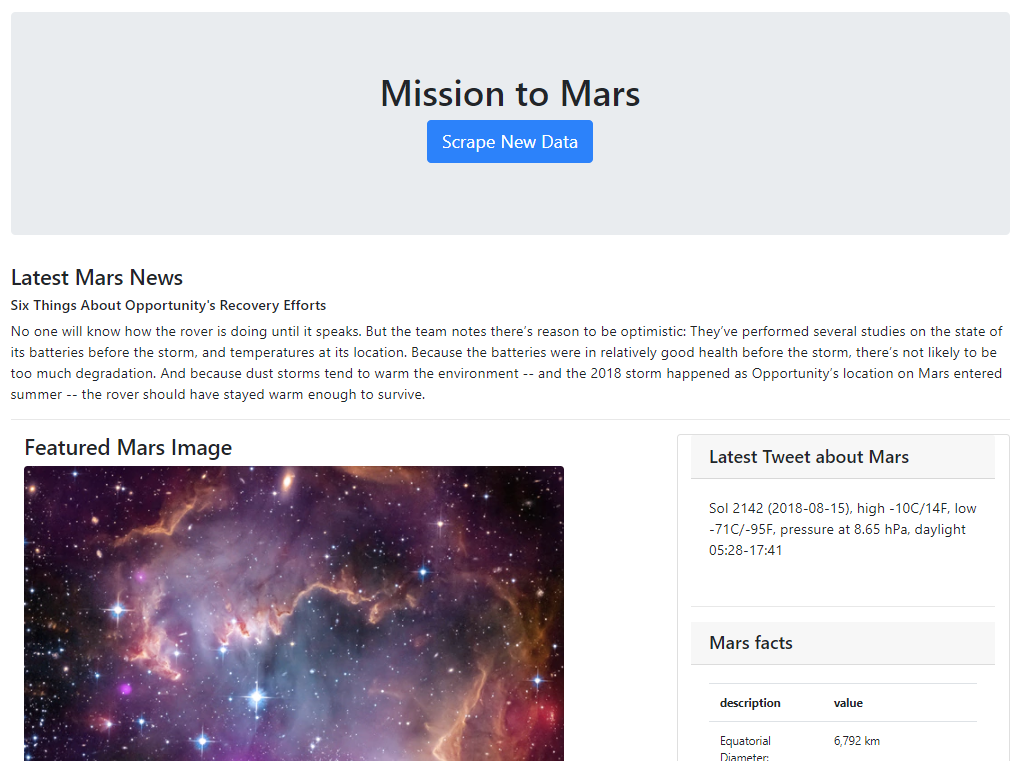 Mission to Mars
Scrape New Data
Latest Mars News
Six Things About Opportunity's Recovery Efforts
No one will know how the rover is doing until it speaks. But the team notes there’s reason to be optimistic: They’ve performed several studies on the state of
its batteries before the storm, and temperatures at its location. Because the batteries were in relatively good health before the storm, there’s not likely to be
too much degradation. And because dust storms tend to warm the environment -- and the 2018 storm happened as Opportunity’s location on Mars entered
summer -- the rover should have stayed warm enough to survive.
Featured Mars Image
Latest Tweet about Mars
Sol 2142 (2018-08-15), high -10C/14F, low
-71C/-95F, pressure at 8.65 hPa, daylight
05:28-17:41
Mars facts
description value
Equatorial 6,792 km
Diameter: